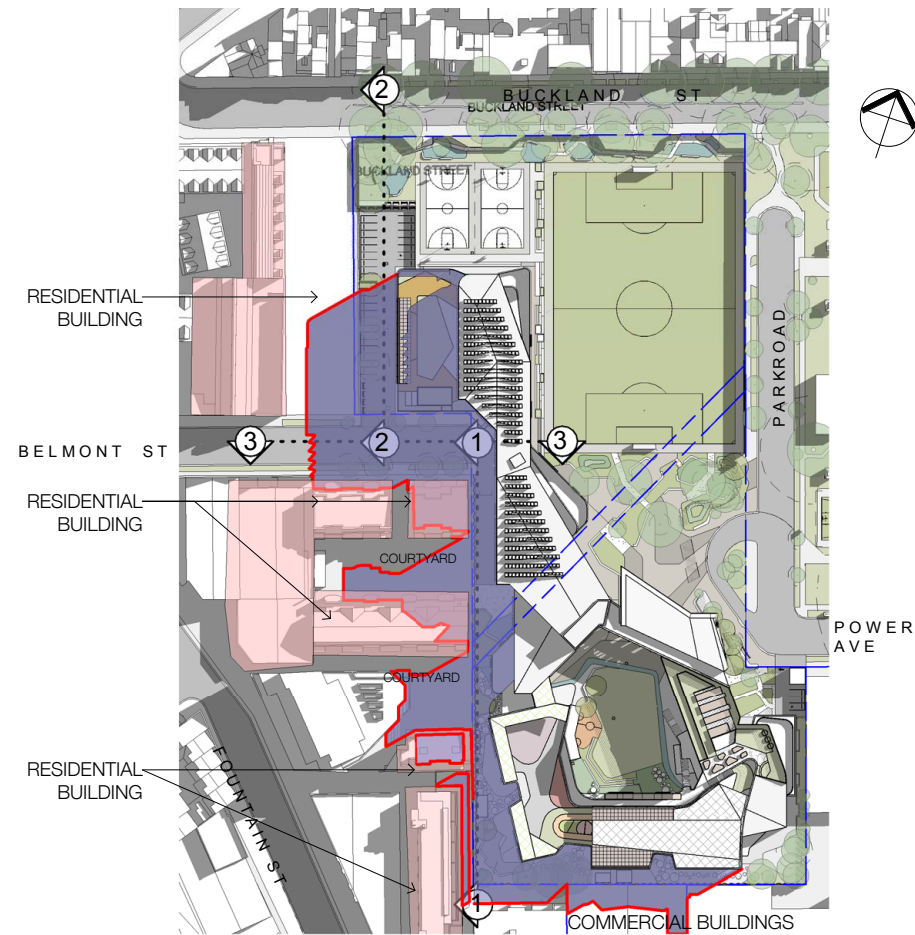 2
BUCKLAND ST
BUCKLAND STREET
BUCKLAND STREET
RESIDENTIAL
BUILDING
PARKROAD
BELMONT ST
3
2
1
3
RESIDENTIAL
BUILDING
COURTYARD
POWER
AVE
COURTYARD
RESIDENTIAL
BUILDING
FOUNTAIN ST
1
COMMERCIAL BUILDINGS